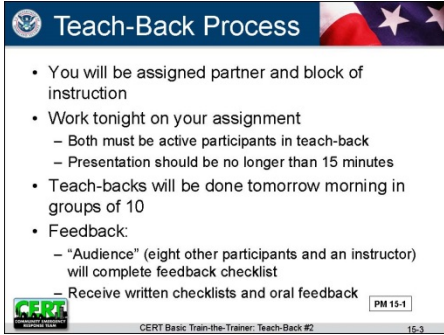 Teach-Back Process
• You will be assigned partner and block of
instruction
• Work tonight on your assignment
– Both must be active participants in teach-back
– Presentation should be no longer than 15 minutes
• Teach-backs will be done tomorrow morning in
groups of 10
• Feedback:
– “Audience” (eight other participants and an instructor)
will complete feedback checklist
– Receive written checklists and oral feedback
PM 15-1
CERT
COMMUNITY EMERGENCY
RESPONSE TEAM
CERT Basic Train-the-Trainer: Teach-Back #2
15-3